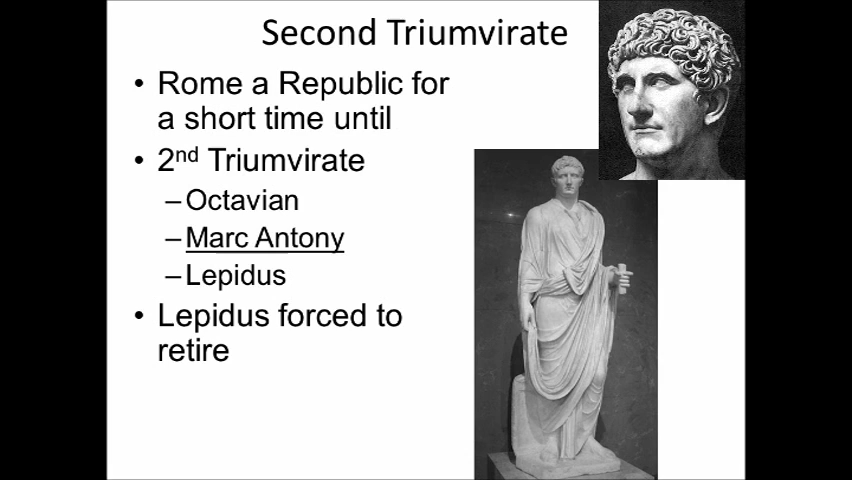 Second Triumvirate
• Rome a Republic for
a short time until
• 2nd Triumvirate
–Octavian
–Marc Antony
–Lepidus
• Lepidus forced to
retire